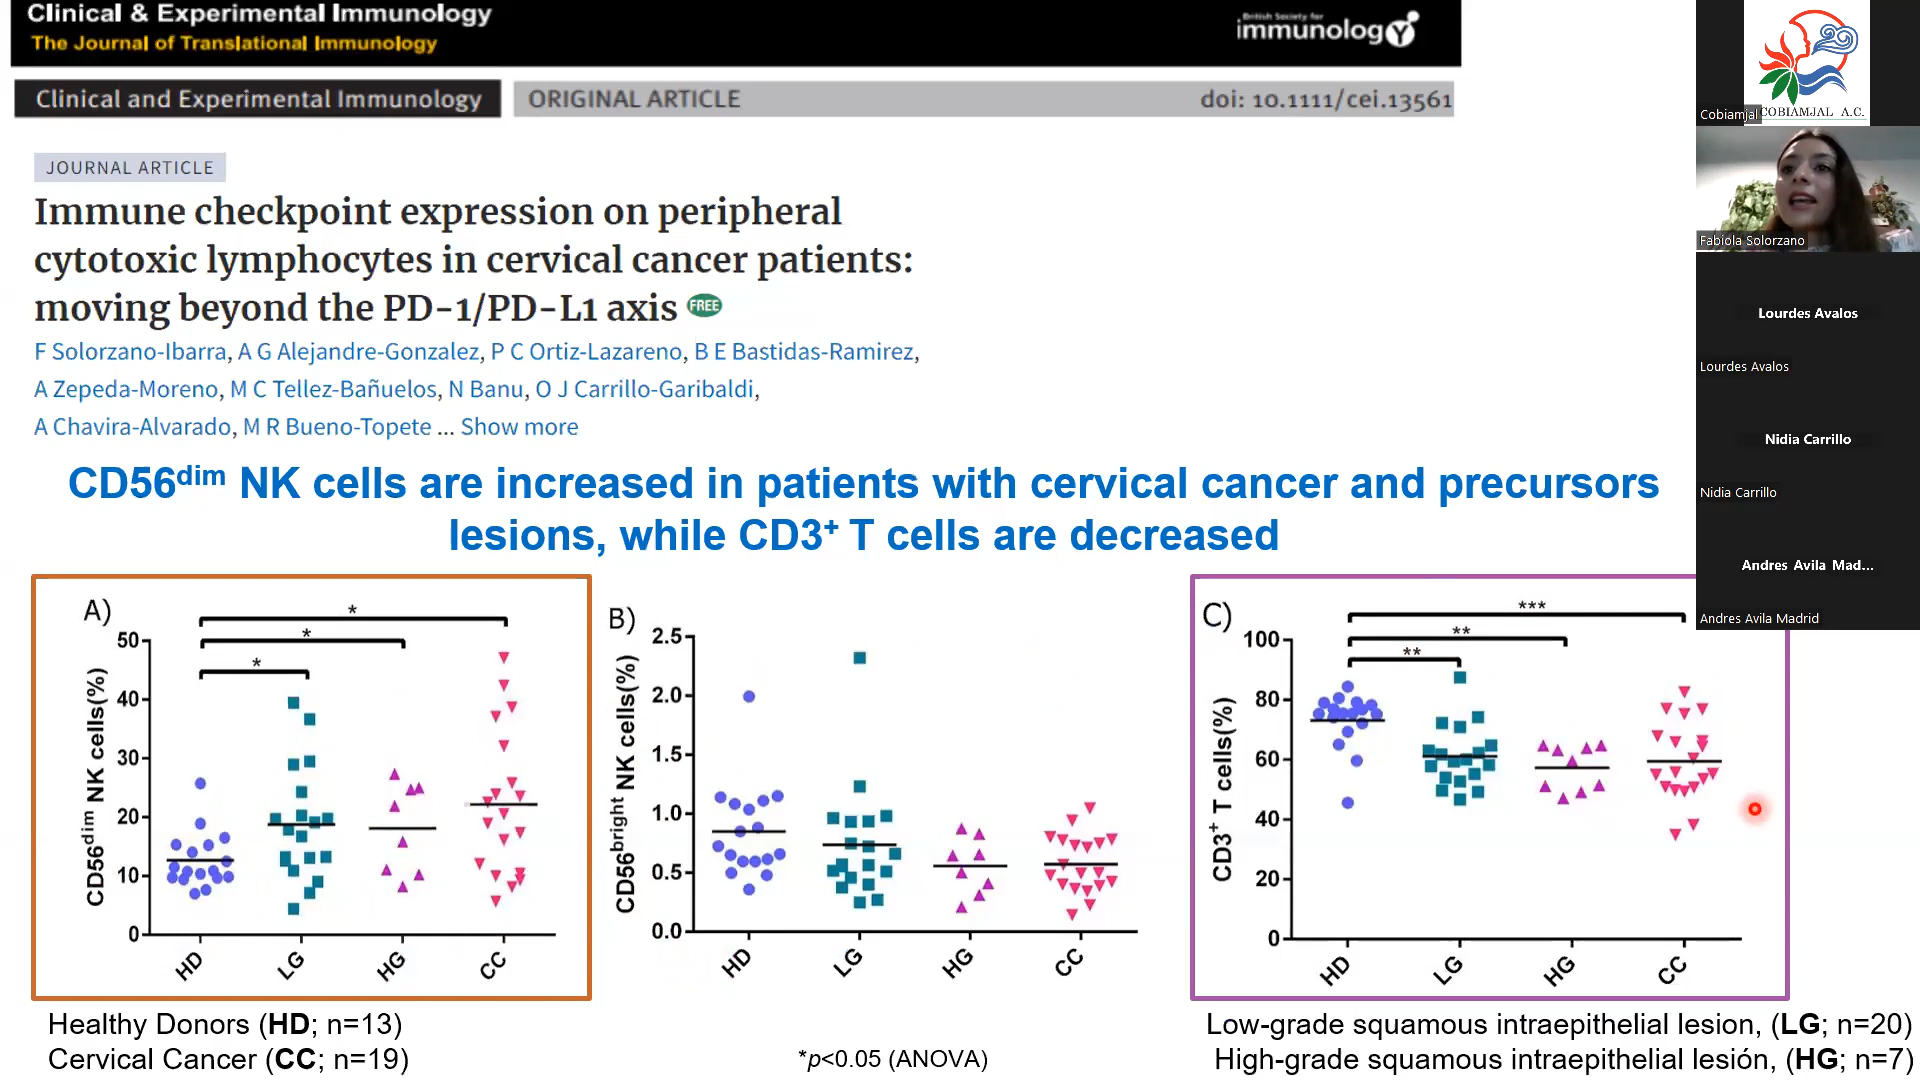 Clinical & Experimental Immunology
The Journal of Translational Immunology
British Society for
immunology
Clinical and Experimental Immunology
ORIGINAL ARTICLE
doi: 10.1111/cei.13561
JOURNAL ARTICLE
Immune checkpoint expression on peripheral
cytotoxic lymphocytes in cervical cancer patients:
moving beyond the PD-1/PD-L1 axis FREE
F Solorzano-Ibarra, A G Alejandre-Gonzalez, P C Ortiz-Lazareno, B E Bastidas-Ramirez,
A Zepeda-Moreno, M C Tellez-Bañuelos, N Banu, O J Carrillo-Garibaldi,
A Chavira-Alvarado, M R Bueno-Topete ... Show more
CD56dim NK cells are increased in patients with cervical cancer and precursors
lesions, while CD3+ T cells are decreased
A)
*
*
*
CD56dim NK cells(%)
50
40
30
20
10
0
HD
LG
HG
CC
B)
CD56bright NK cells(%)
2.5
2.0
1.5
1.0
0.5
0.0
HD
LG
HG
CC
C)
***
**
**
CD3+ T cells(%)
100
80
60
40
20
0
HD
LG
HG
CC
Healthy Donors (HD; n=13)
Cervical Cancer (CC; n=19)
*p<0.05 (ANOVA)
Low-grade squamous intraepithelial lesion, (LG; n=20)
High-grade squamous intraepithelial lesión, (HG; n=7)
COBIAMJAL A.C.
Cobiamjal
Fabiola Solorzano
Lourdes Avalos
Lourdes Avalos
Nidia Carrillo
Nidia Carrillo
Andres Avila Mad...
Andres Avila Madrid